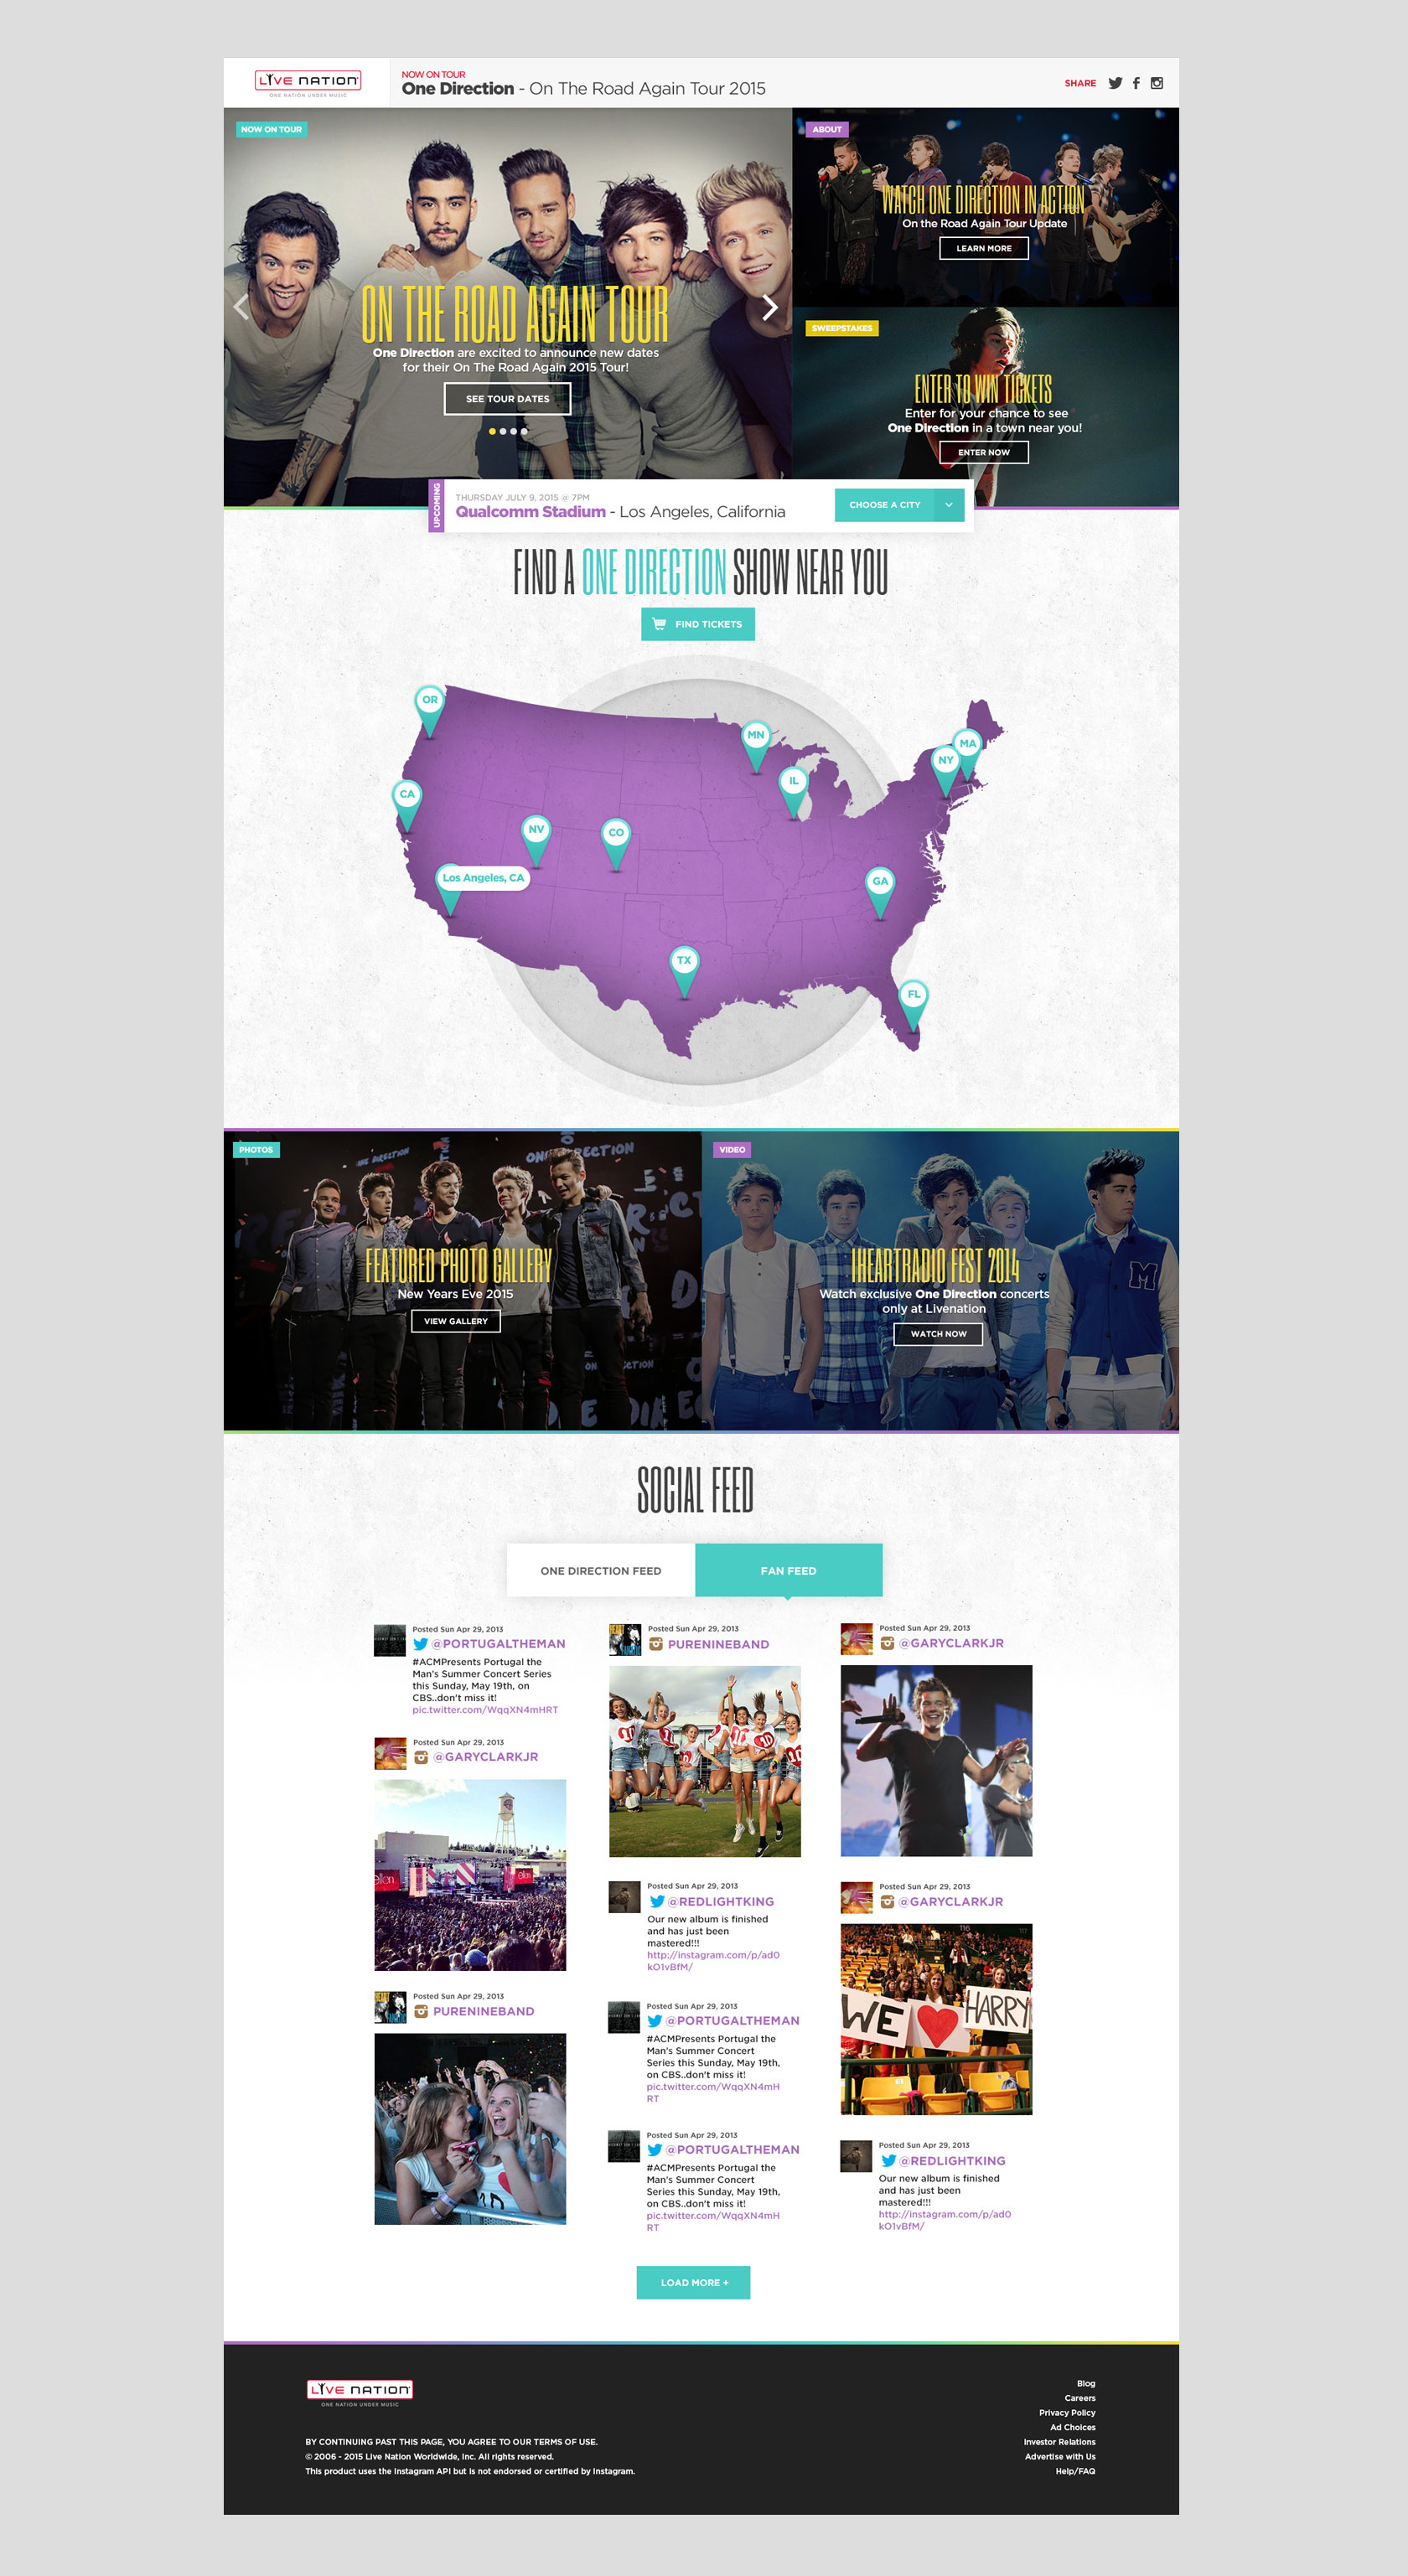 LIVE NATION
ONE NATION UNDER MUSIC
NOW ON TOUR
One Direction - On The Road Again Tour 2015
SHARE
NOW ON TOUR
ON THE ROAD AGAIN TOUR
One Direction are excited to announce new dates
for their On The Road Again 2015 Tour!
SEE TOUR DATES
ABOUT
WATCH ONE DIRECTION IN ACTION
On the Road Again Tour Update
LEARN MORE
SWEEPSTAKES
ENTER TO WIN TICKETS
Enter for your chance to see
One Direction in a town near you!
ENTER NOW
UPCOMING
THURSDAY JULY 9, 2015 @ 7PM
Qualcomm Stadium - Los Angeles, California
CHOOSE A CITY
FIND A ONE DIRECTION SHOW NEAR YOU
FIND TICKETS
OR
MN
MA
NY
IL
CA
NV
CO
Los Angeles, CA
GA
TX
FL
PHOTOS
ONE DIRECTION
FEATURED PHOTO GALLERY
New Years Eve 2015
VIEW GALLERY
VIDEO
M
IHEARTRADIO FEST 2014
Watch exclusive One Direction concerts
only at Livenation
WATCH NOW
SOCIAL FEED
ONE DIRECTION FEED
FAN FEED
Posted Sun Apr 29, 2013
@PORTUGALTHEMAN
#ACMPresents Portugal the
Man's Summer Concert Series
this Sunday, May 19th, on
CBS..don't miss it!
pic.twitter.com/WqqXN4mHRT
Posted Sun Apr 29, 2013
@GARYCLARKJR
Posted Sun Apr 29, 2013
PURENINEBAND
Posted Sun Apr 29, 2013
PURENINEBAND
Posted Sun Apr 29, 2013
@REDLIGHTKING
Our new album is finished
and has just been
mastered!!!
http://instagram.com/p/ad0
kO1vBfM/
Posted Sun Apr 29, 2013
@PORTUGALTHEMAN
#ACMPresents Portugal the
Man's Summer Concert
Series this Sunday, May 19th,
on CBS..don't miss it!
pic.twitter.com/WqqXN4mH
RT
Posted Sun Apr 29, 2013
@PORTUGALTHEMAN
#ACMPresents Portugal the
Man's Summer Concert
Series this Sunday, May 19th,
on CBS..don't miss it!
pic.twitter.com/WqqXN4mH
RT
Posted Sun Apr 29, 2013
@GARYCLARKJR
Posted Sun Apr 29, 2013
@GARYCLARKJR
116
WE
HARRY
Posted Sun Apr 29, 2013
@REDLIGHTKING
Our new album is finished
and has just been
mastered!!!
http://instagram.com/p/ad0
kO1vBfM/
LOAD MORE +
LIVE NATION
ONE NATION UNDER MUSIC
BY CONTINUING PAST THIS PAGE, YOU AGREE TO OUR TERMS OF USE.
© 2006 - 2015 Live Nation Worldwide, Inc. All rights reserved.
This product uses the Instagram API but is not endorsed or certified by Instagram.
Blog
Careers
Privacy Policy
Ad Choices
Investor Relations
Advertise with Us
Help/FAQ